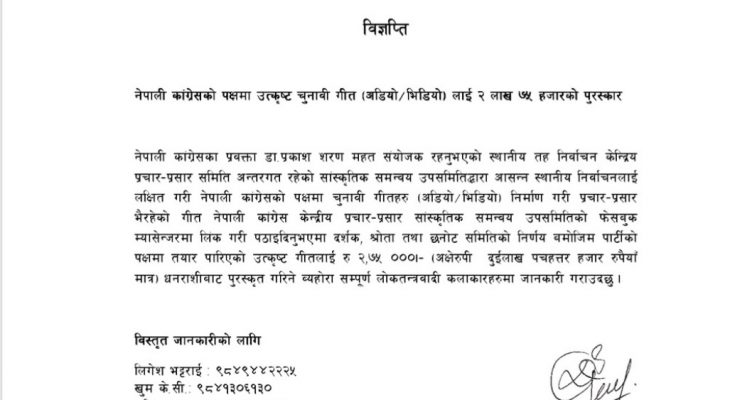 विज्ञप्ति
नेपाली कांग्रेसको पक्षमा उत्कृष्ट चुनावी गीत (अडियो/भिडियो) लाई २ लाख ७५ हजारको पुरस्कार
नेपाली कांग्रेसका प्रवक्ता डा.प्रकाश शरण महत संयोजक रहनुभएको स्थानीय तह निर्वाचन केन्द्रिय
प्रचार-प्रसार समिति अन्तरगत रहेको सांस्कृतिक समन्वय उपसमितिद्वारा आसन्न स्थानीय निर्वाचनलाई
लक्षित गरी नेपाली कांग्रेसको पक्षमा चुनावी गीतहरु (अडियो/भिडियो) निर्माण गरी प्रचार-प्रसार
भैरहेको गीत नेपाली कांग्रेस केन्द्रीय प्रचार-प्रसार सांस्कृतिक समन्वय उपसमितिको फेसबुक
म्यासेन्जरमा लिंक गरी पठाइदिनुभएमा दर्शक, श्रोता तथा छनोट समितिको निर्णय बमोजिम पार्टीको
पक्षमा तयार पारिएको उत्कृष्ट गीतलाई रु २,७५ ०००।- (अक्षेरुपी दुईलाख पचहत्तर हजार रुपैयाँ
मात्र) धनराशीबाट पुरस्कृत गरिने व्यहोरा सम्पूर्ण लोकतन्त्रवादी कलाकारहरुमा जानकारी गराउदछु ।
विस्तृत जानकारीको लागि
लिगेश भट्टराई : ९८४९४४२२२५
खुम के.सी.: ९८४१३०६१३०